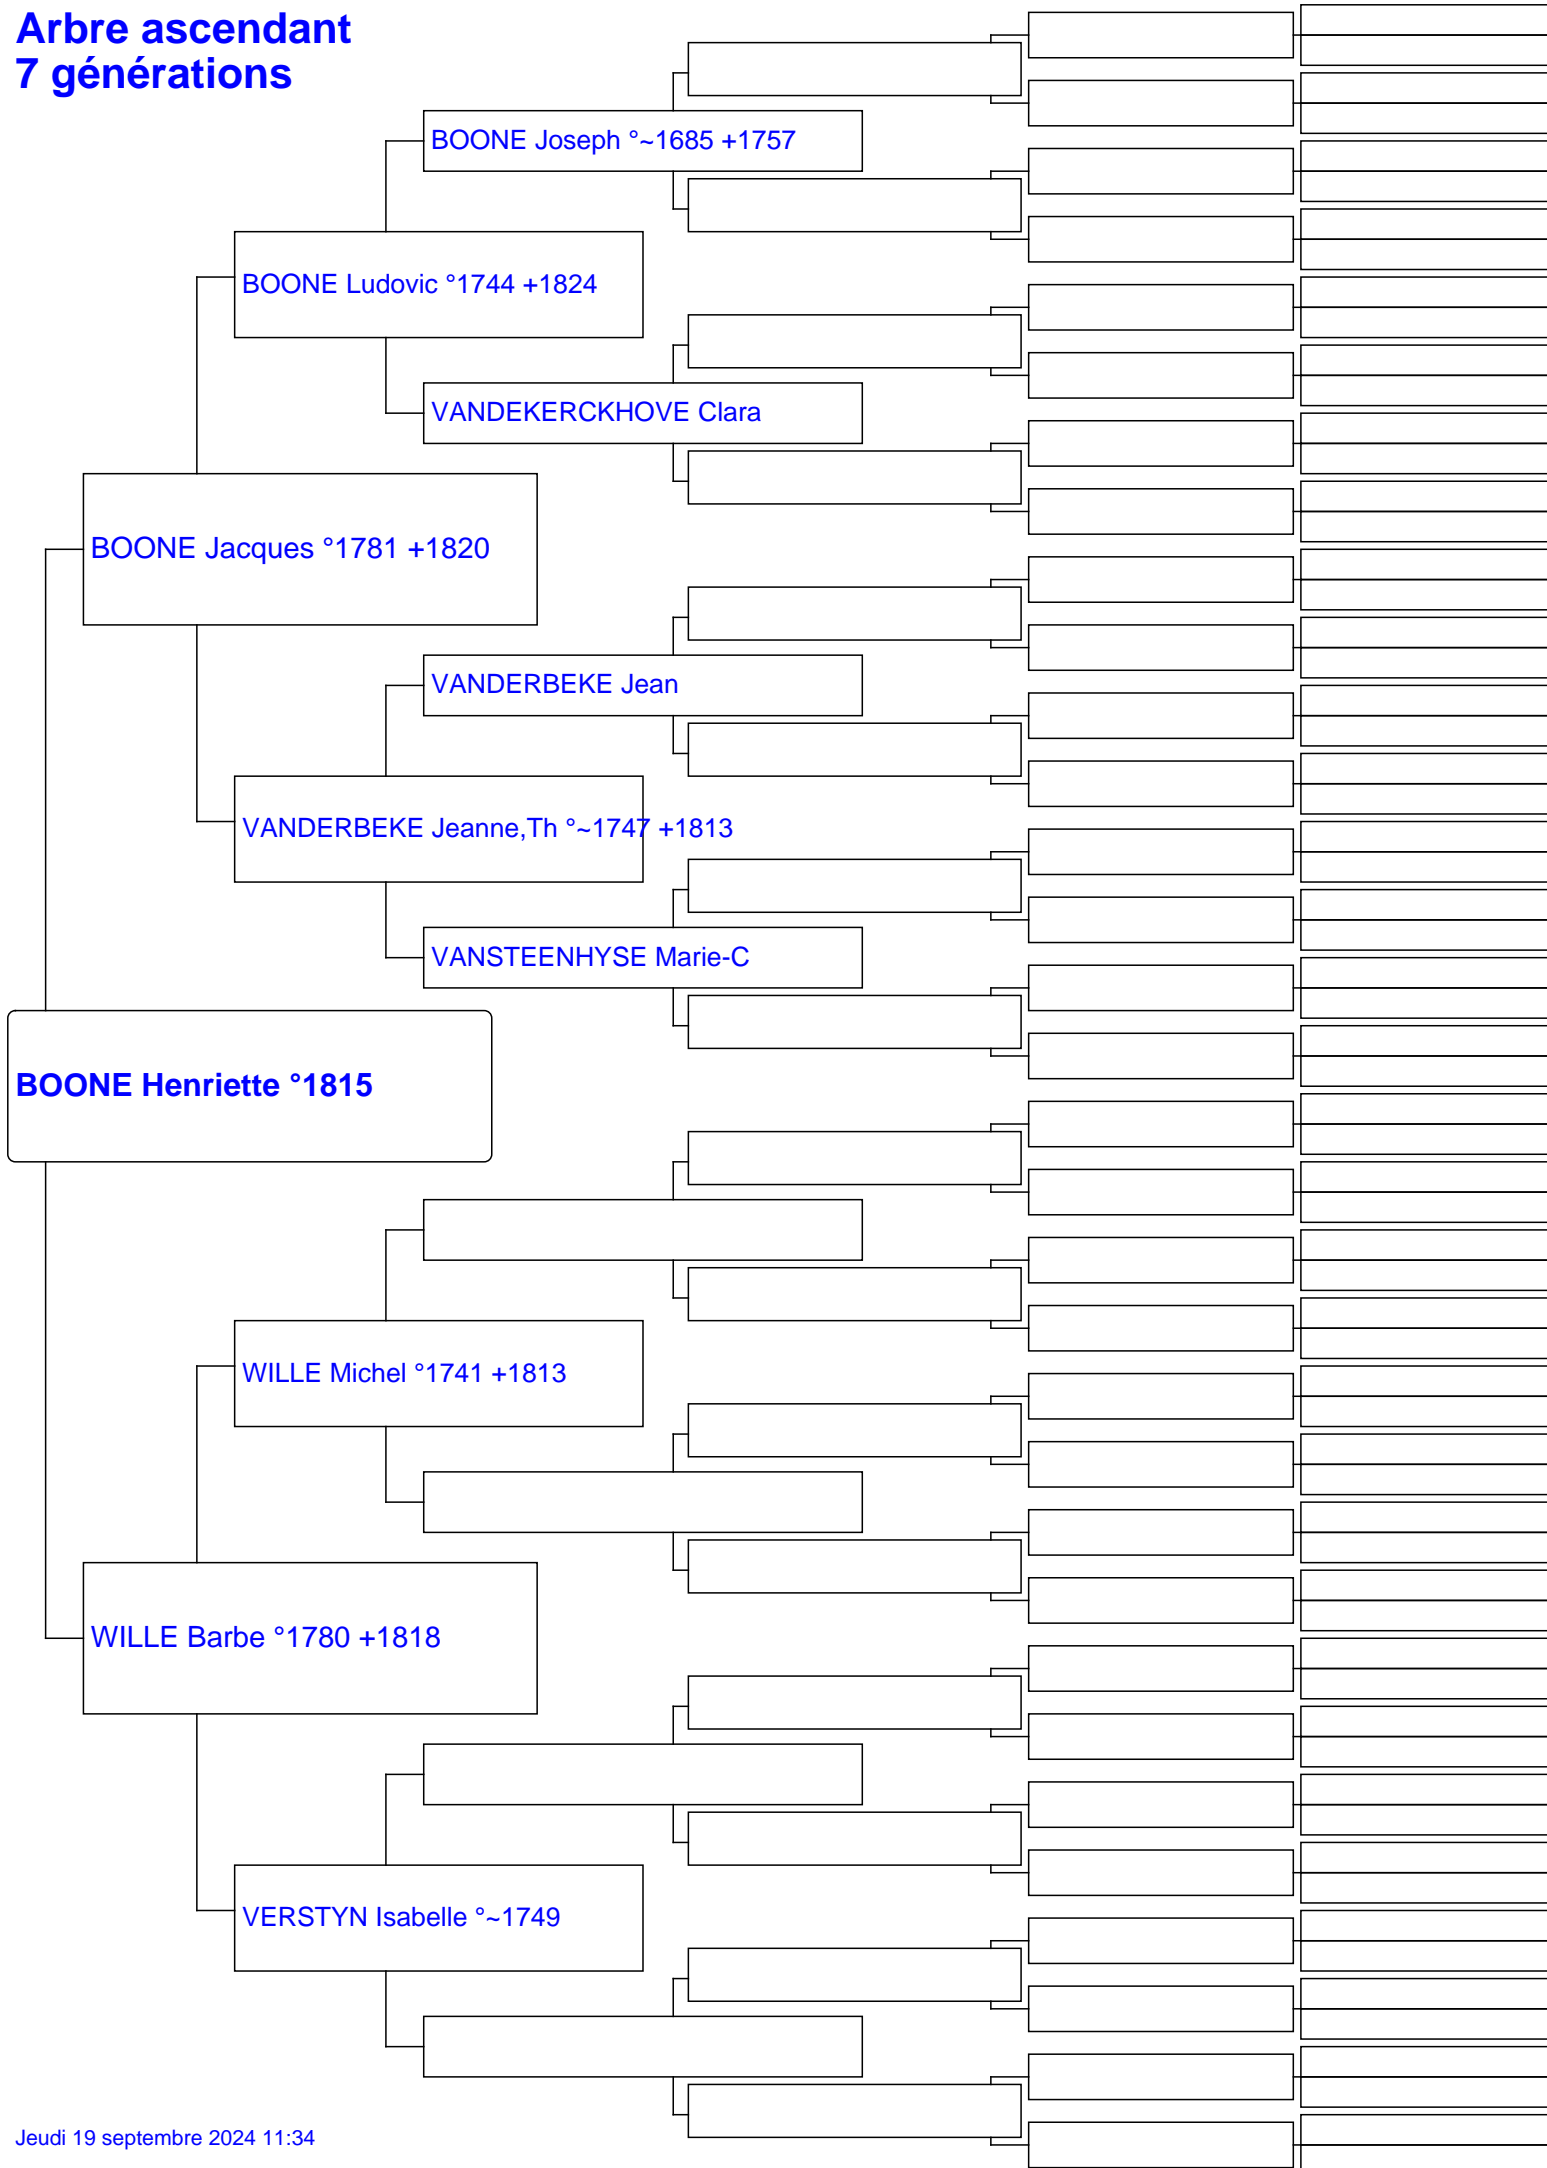 Arbre ascendant
7 générations
BOONE Joseph °~1685 +1757
BOONE Ludovic °1744 +1824
VANDEKERCKHOVE Clara
BOONE Jacques °1781 +1820
VANDERBEKE Jean
VANDERBEKE Jeanne,Th °~1747 +1813
VANSTEENHYSE Marie-C
BOONE Henriette °1815
WILLE Michel °1741 +1813
WILLE Barbe °1780 +1818
VERSTYN Isabelle °~1749
Jeudi 19 septembre 2024 11:34